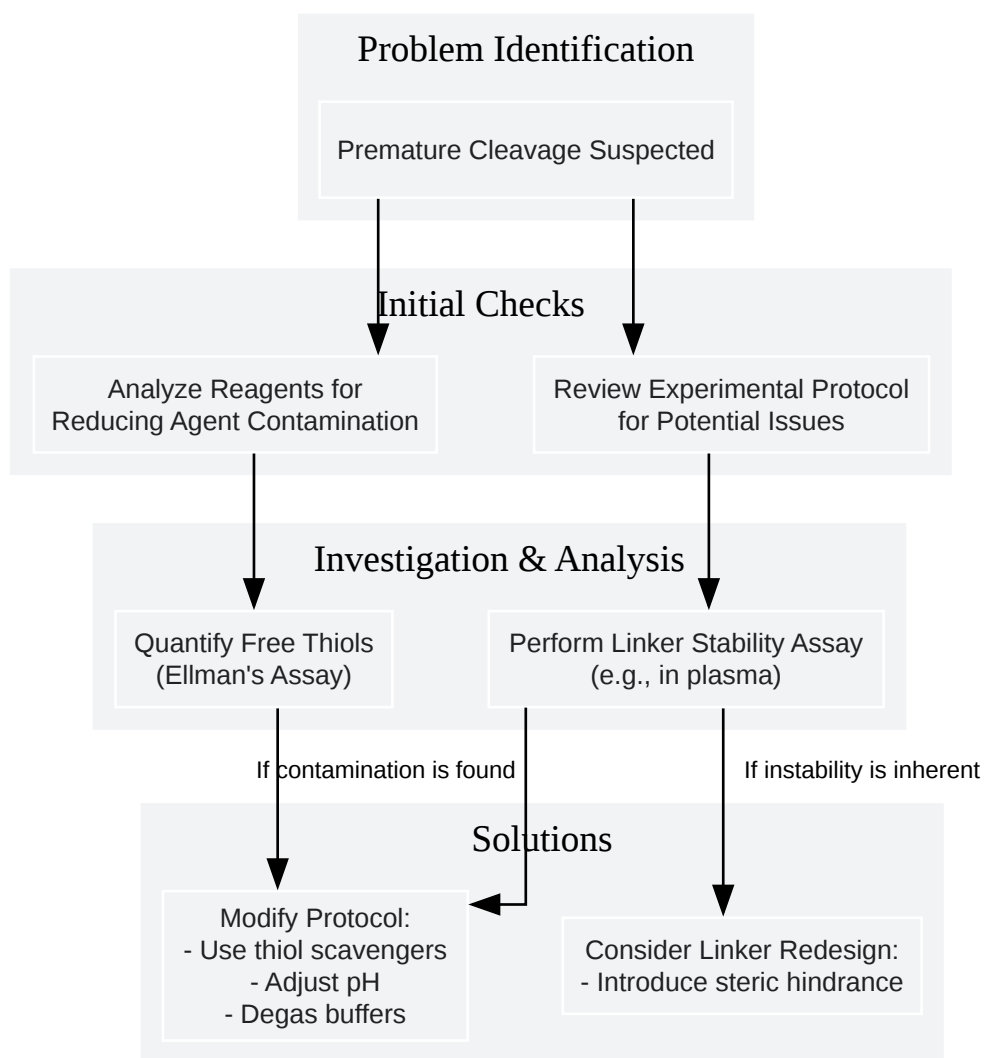 Problem Identification
Premature Cleavage Suspected
Initial Checks
Analyze Reagents for
Reducing Agent Contamination
Review Experimental Protocol
for Potential Issues
Investigation & Analysis
Quantify Free Thiols
(Ellman's Assay)
Perform Linker Stability Assay
(e.g., in plasma)
If contamination is found
If instability is inherent
Solutions
Modify Protocol:
- Use thiol scavengers
- Adjust pH
- Degas buffers
Consider Linker Redesign:
- Introduce steric hindrance